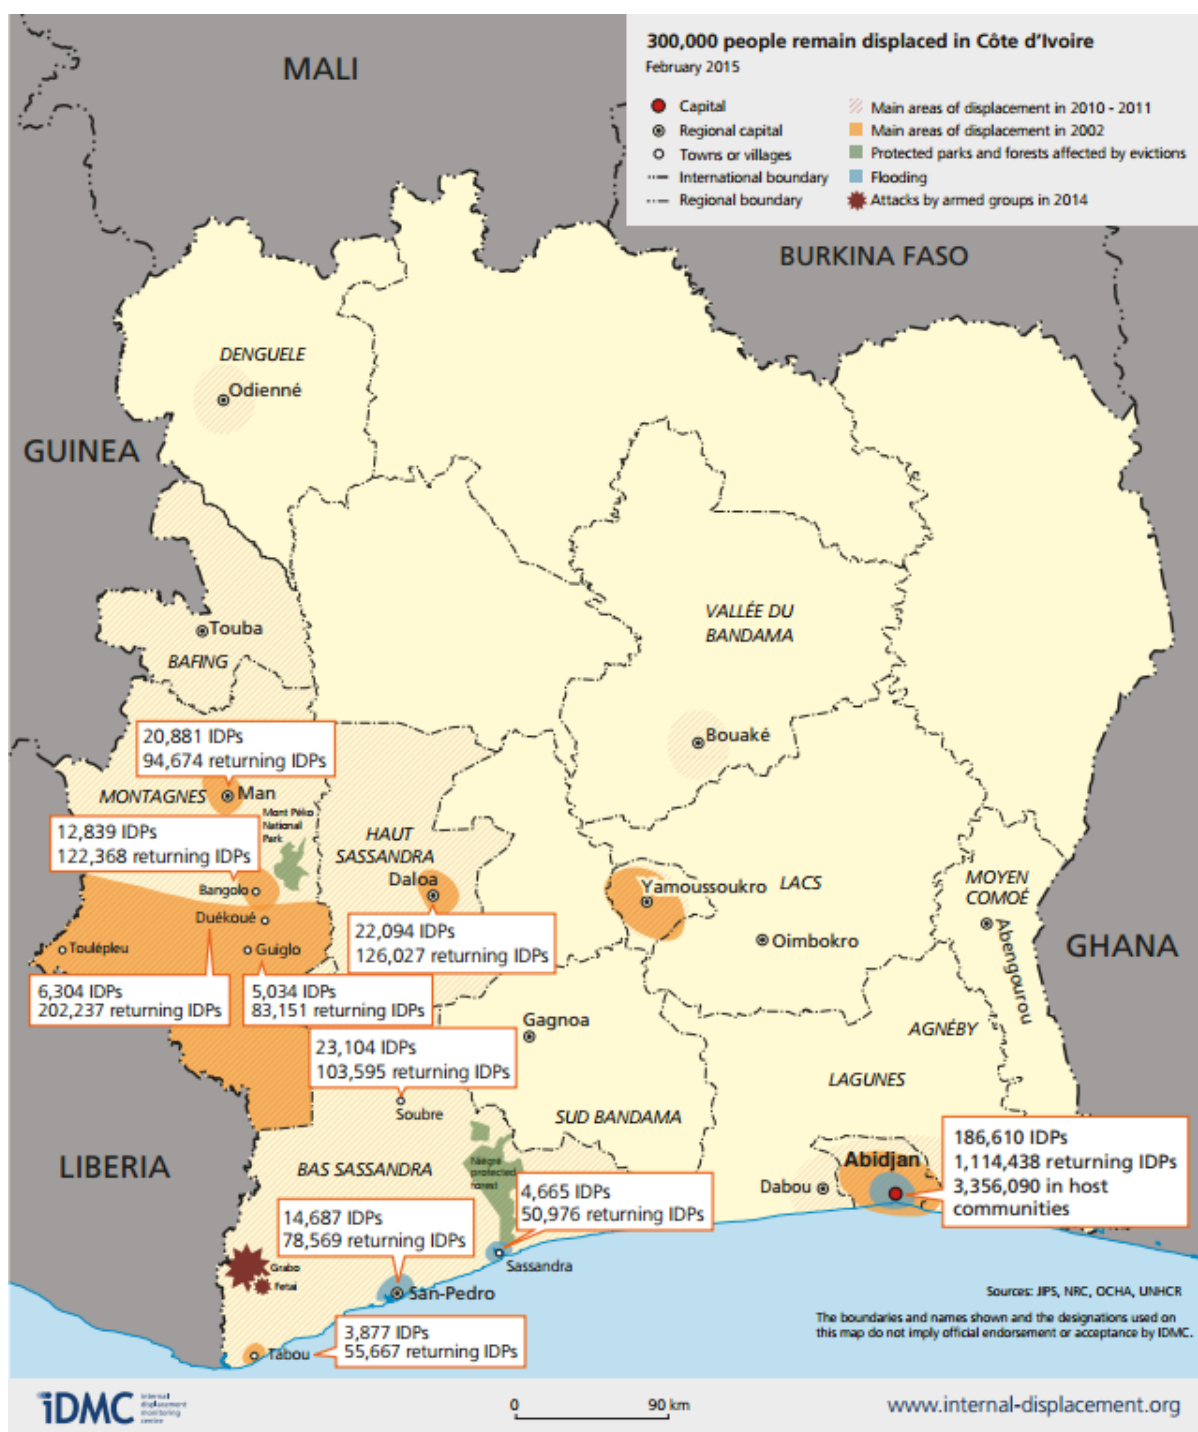 300,000 people remain displaced in Côte d'Ivoire
February 2015
Capital
Regional capital
Towns or villages
International boundary
Regional boundary
Main areas of displacement in 2010 - 2011
Main areas of displacement in 2002
Protected parks and forests affected by evictions
Flooding
Attacks by armed groups in 2014
MALI
BURKINA FASO
GUINEA
DENGUELE
Odienné
VALLÉE DU
BANDAMA
Touba
BAFING
Bouaké
20,881 IDPs
94,674 returning IDPs
MONTAGNES
Man
Mont Péko
National
Park
12,839 IDPs
122,368 returning IDPs
HAUT
SASSANDRA
Daloa
Bangolo
Duékoué
Toulépleu
Guiglo
22,094 IDPs
126,027 returning IDPs
Yamoussoukro
LACS
Oimbokro
MOYEN
COMOÉ
Abengourou
GHANA
6,304 IDPs
202,237 returning IDPs
5,034 IDPs
83,151 returning IDPs
Gagnoa
AGNÉBY
23,104 IDPs
103,595 returning IDPs
Soubre
LAGUNES
SUD BANDAMA
LIBERIA
BAS SASSANDRA
Niégré
protected
forest
Abidjan
Dabou
186,610 IDPs
1,114,438 returning IDPs
3,356,090 in host
communities
4,665 IDPs
50,976 returning IDPs
Sassandra
14,687 IDPs
78,569 returning IDPs
San-Pedro
Grabo
Fetai
3,877 IDPs
55,667 returning IDPs
Tabou
Sources: JIPS, NRC, OCHA, UNHCR
The boundaries and names shown and the designations used on
this map do not imply official endorsement or acceptance by IDMC.
iDMC
internal
displacement
monitoring
centre
0 90 km
www.internal-displacement.org